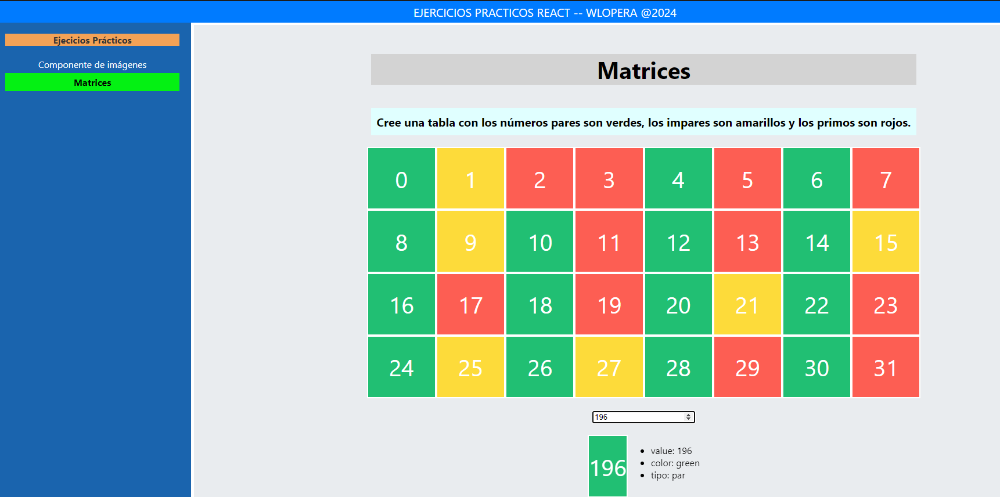 EJERCICIOS PRACTICOS REACT -- WLOPERA @2024
Ejecicios Prácticos
Componente de imágenes
Matrices
Matrices
Cree una tabla con los números pares son verdes, los impares son amarillos y los primos son rojos.
0 1 2 3 4 5 6 7
8 9 10 11 12 13 14 15
16 17 18 19 20 21 22 23
24 25 26 27 28 29 30 31
196
196
value: 196
color: green
tipo: par